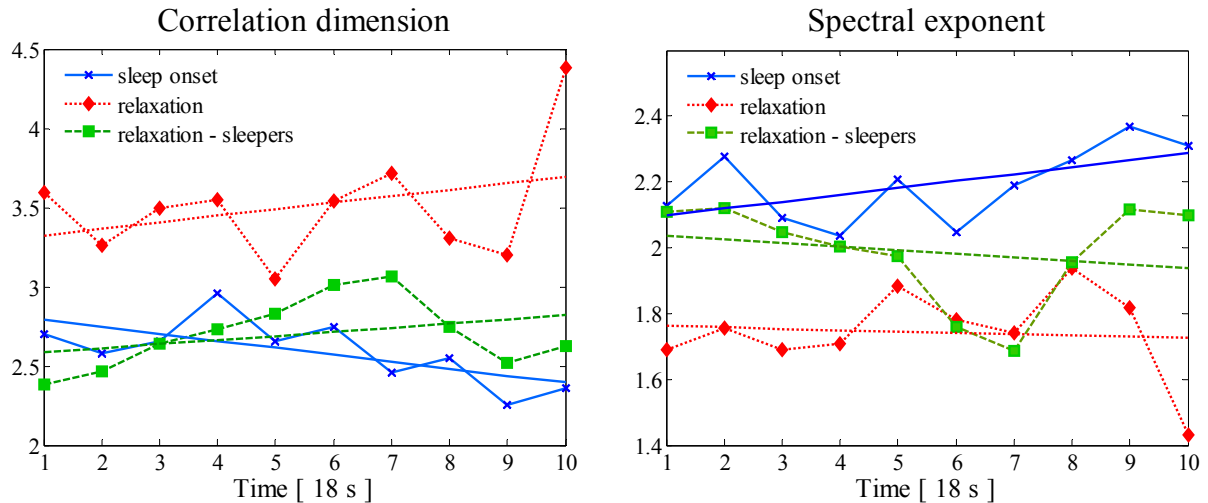 Correlation dimension
4.5
4
3.5
3
2.5
2
sleep onset
relaxation
relaxation - sleepers
1 2 3 4 5 6 7 8 9 10
Time [ 18 s ]
Spectral exponent
2.4
2.2
2
1.8
1.6
1.4
sleep onset
relaxation
relaxation - sleepers
1 2 3 4 5 6 7 8 9 10
Time [ 18 s ]